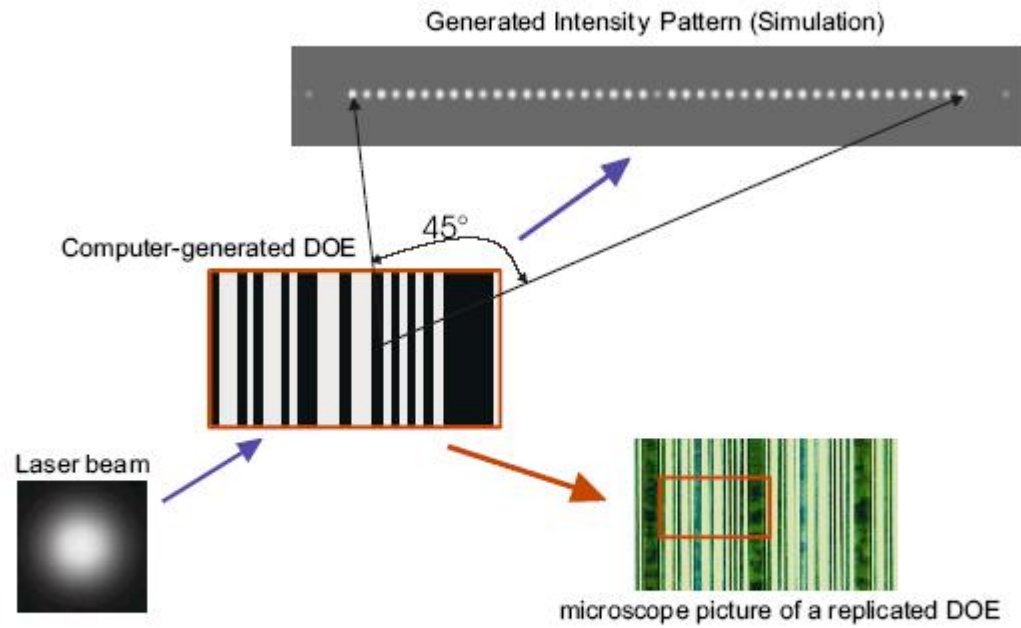 Generated Intensity Pattern (Simulation)
45°
Computer-generated DOE
Laser beam
microscope picture of a replicated DOE